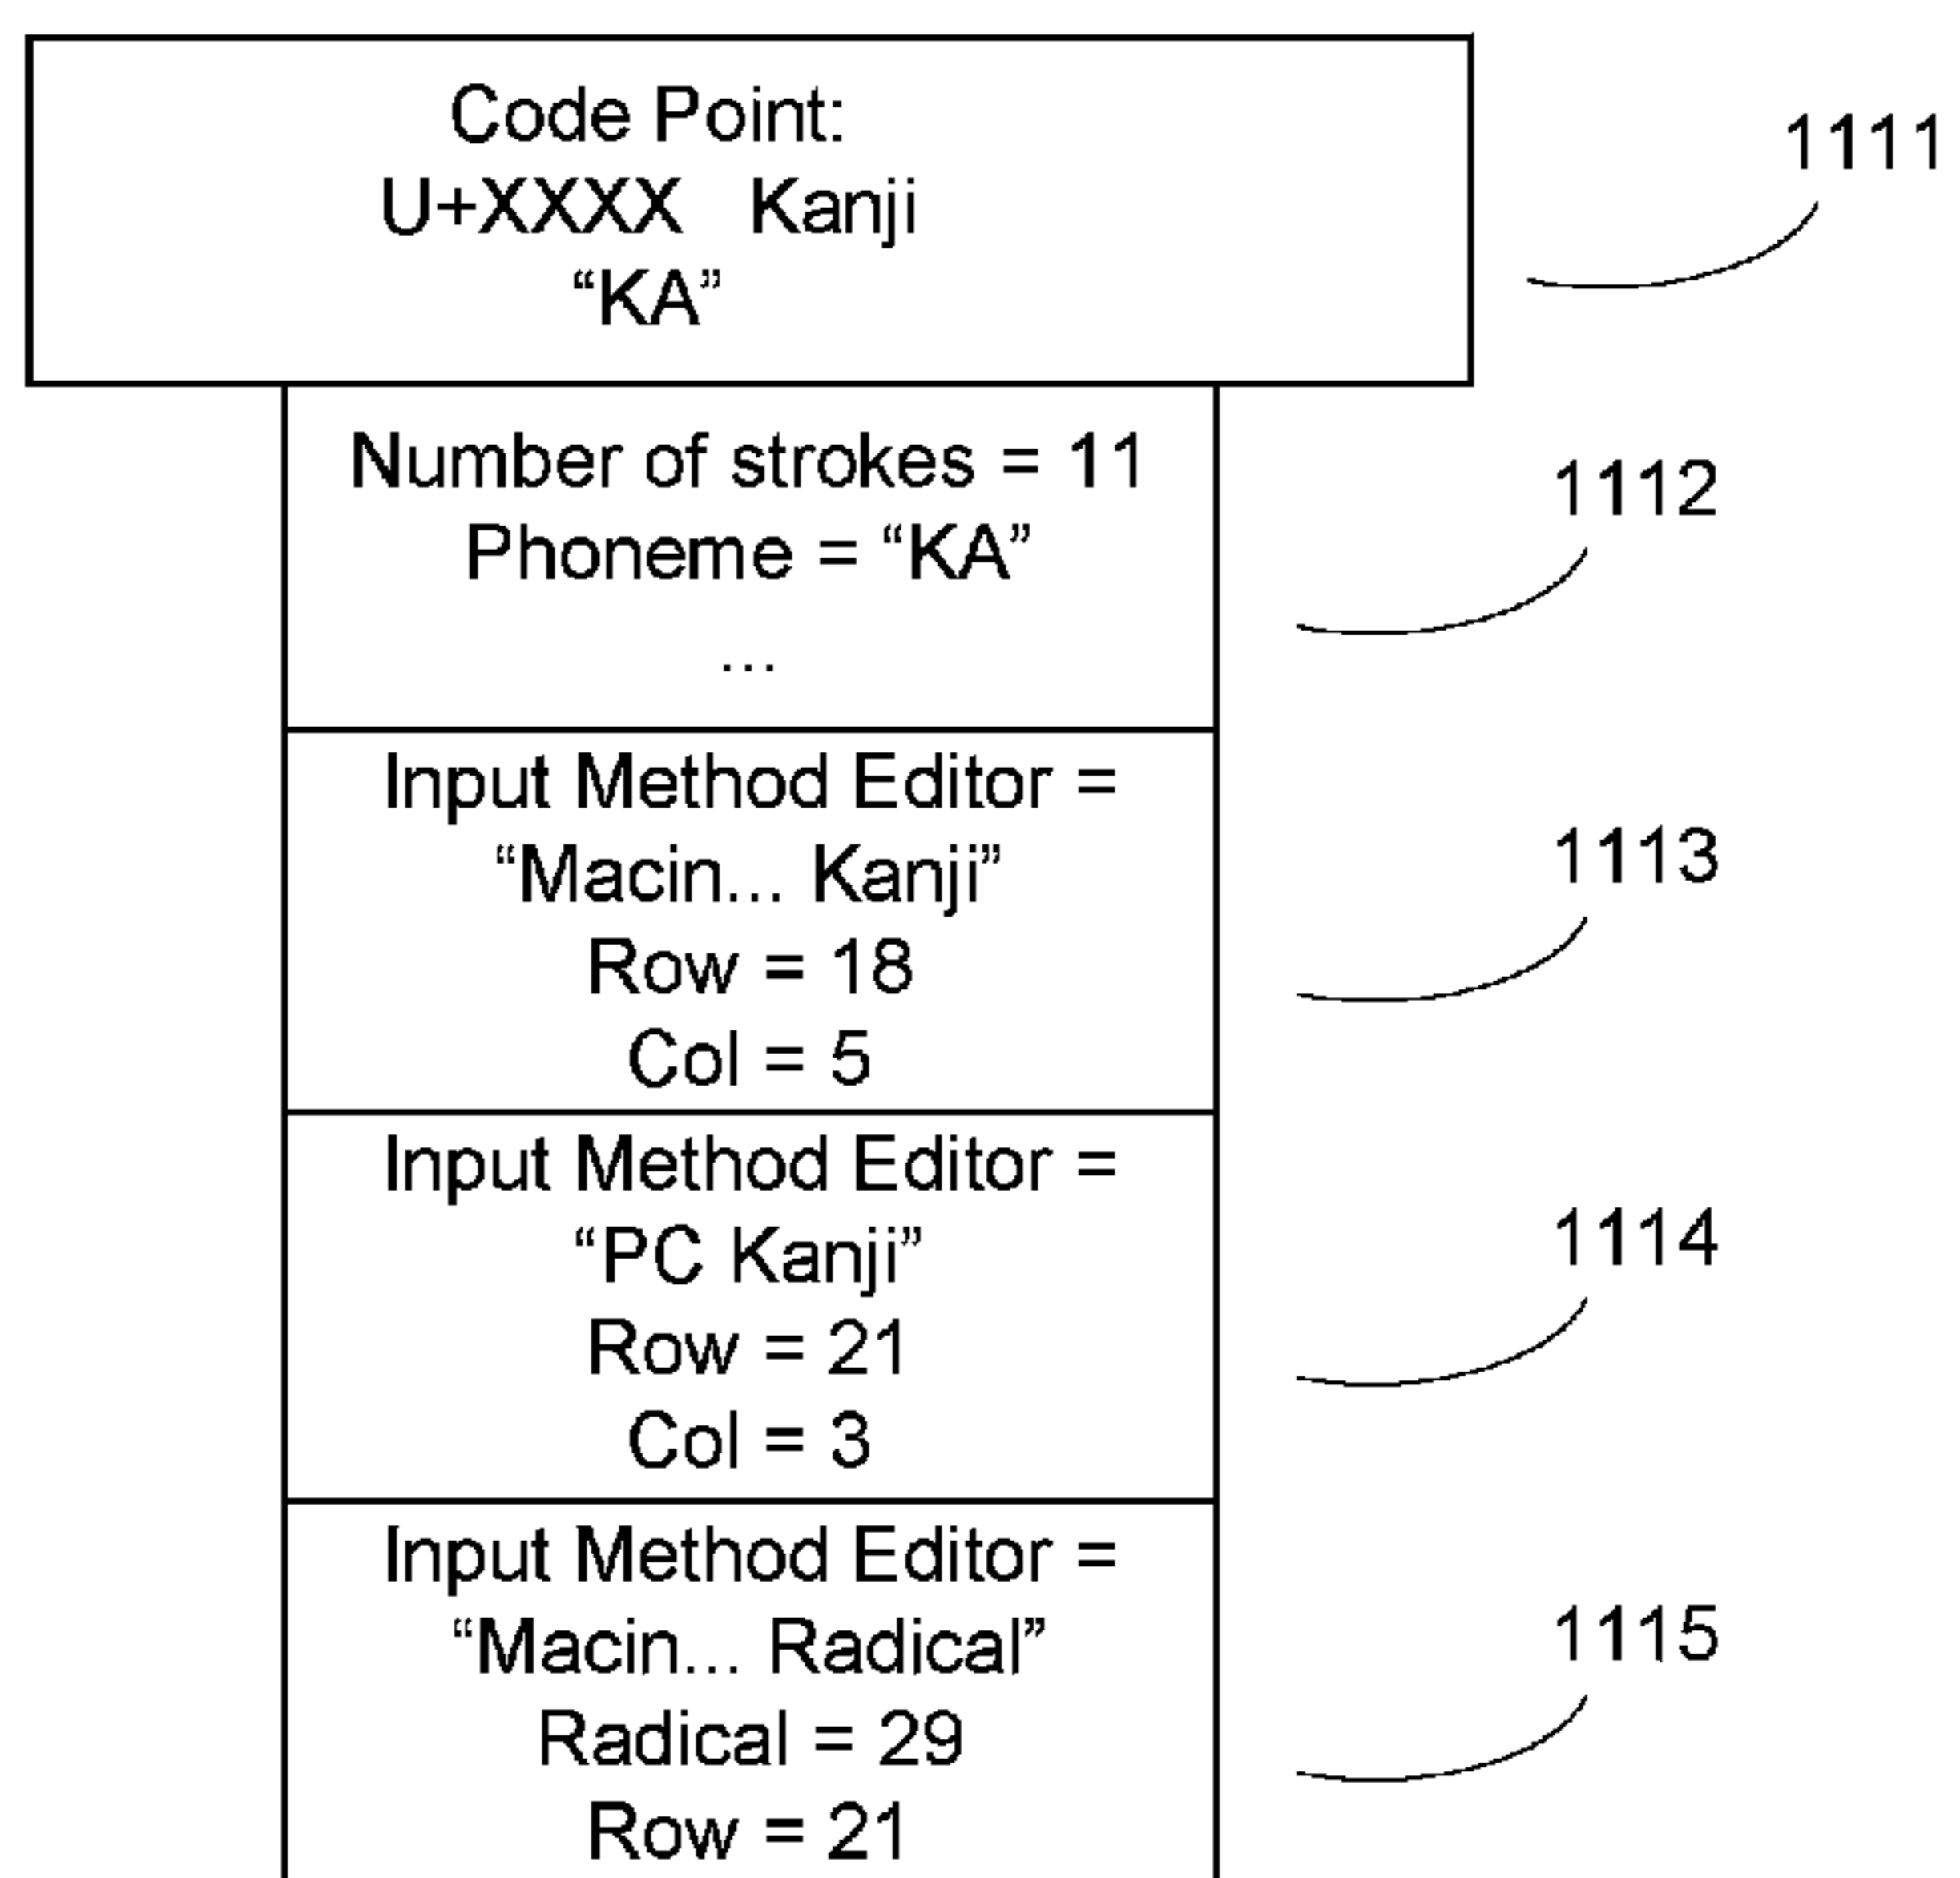 Code Point:
U+XXXX Kanji
“KA”
1111
Number of strokes = 11
Phoneme = “KA”
...
1112
Input Method Editor =
“Macin... Kanji”
Row = 18
Col = 5
1113
Input Method Editor =
“PC Kanji”
Row = 21
Col = 3
1114
Input Method Editor =
“Macin... Radical”
Radical = 29
Row = 21
1115